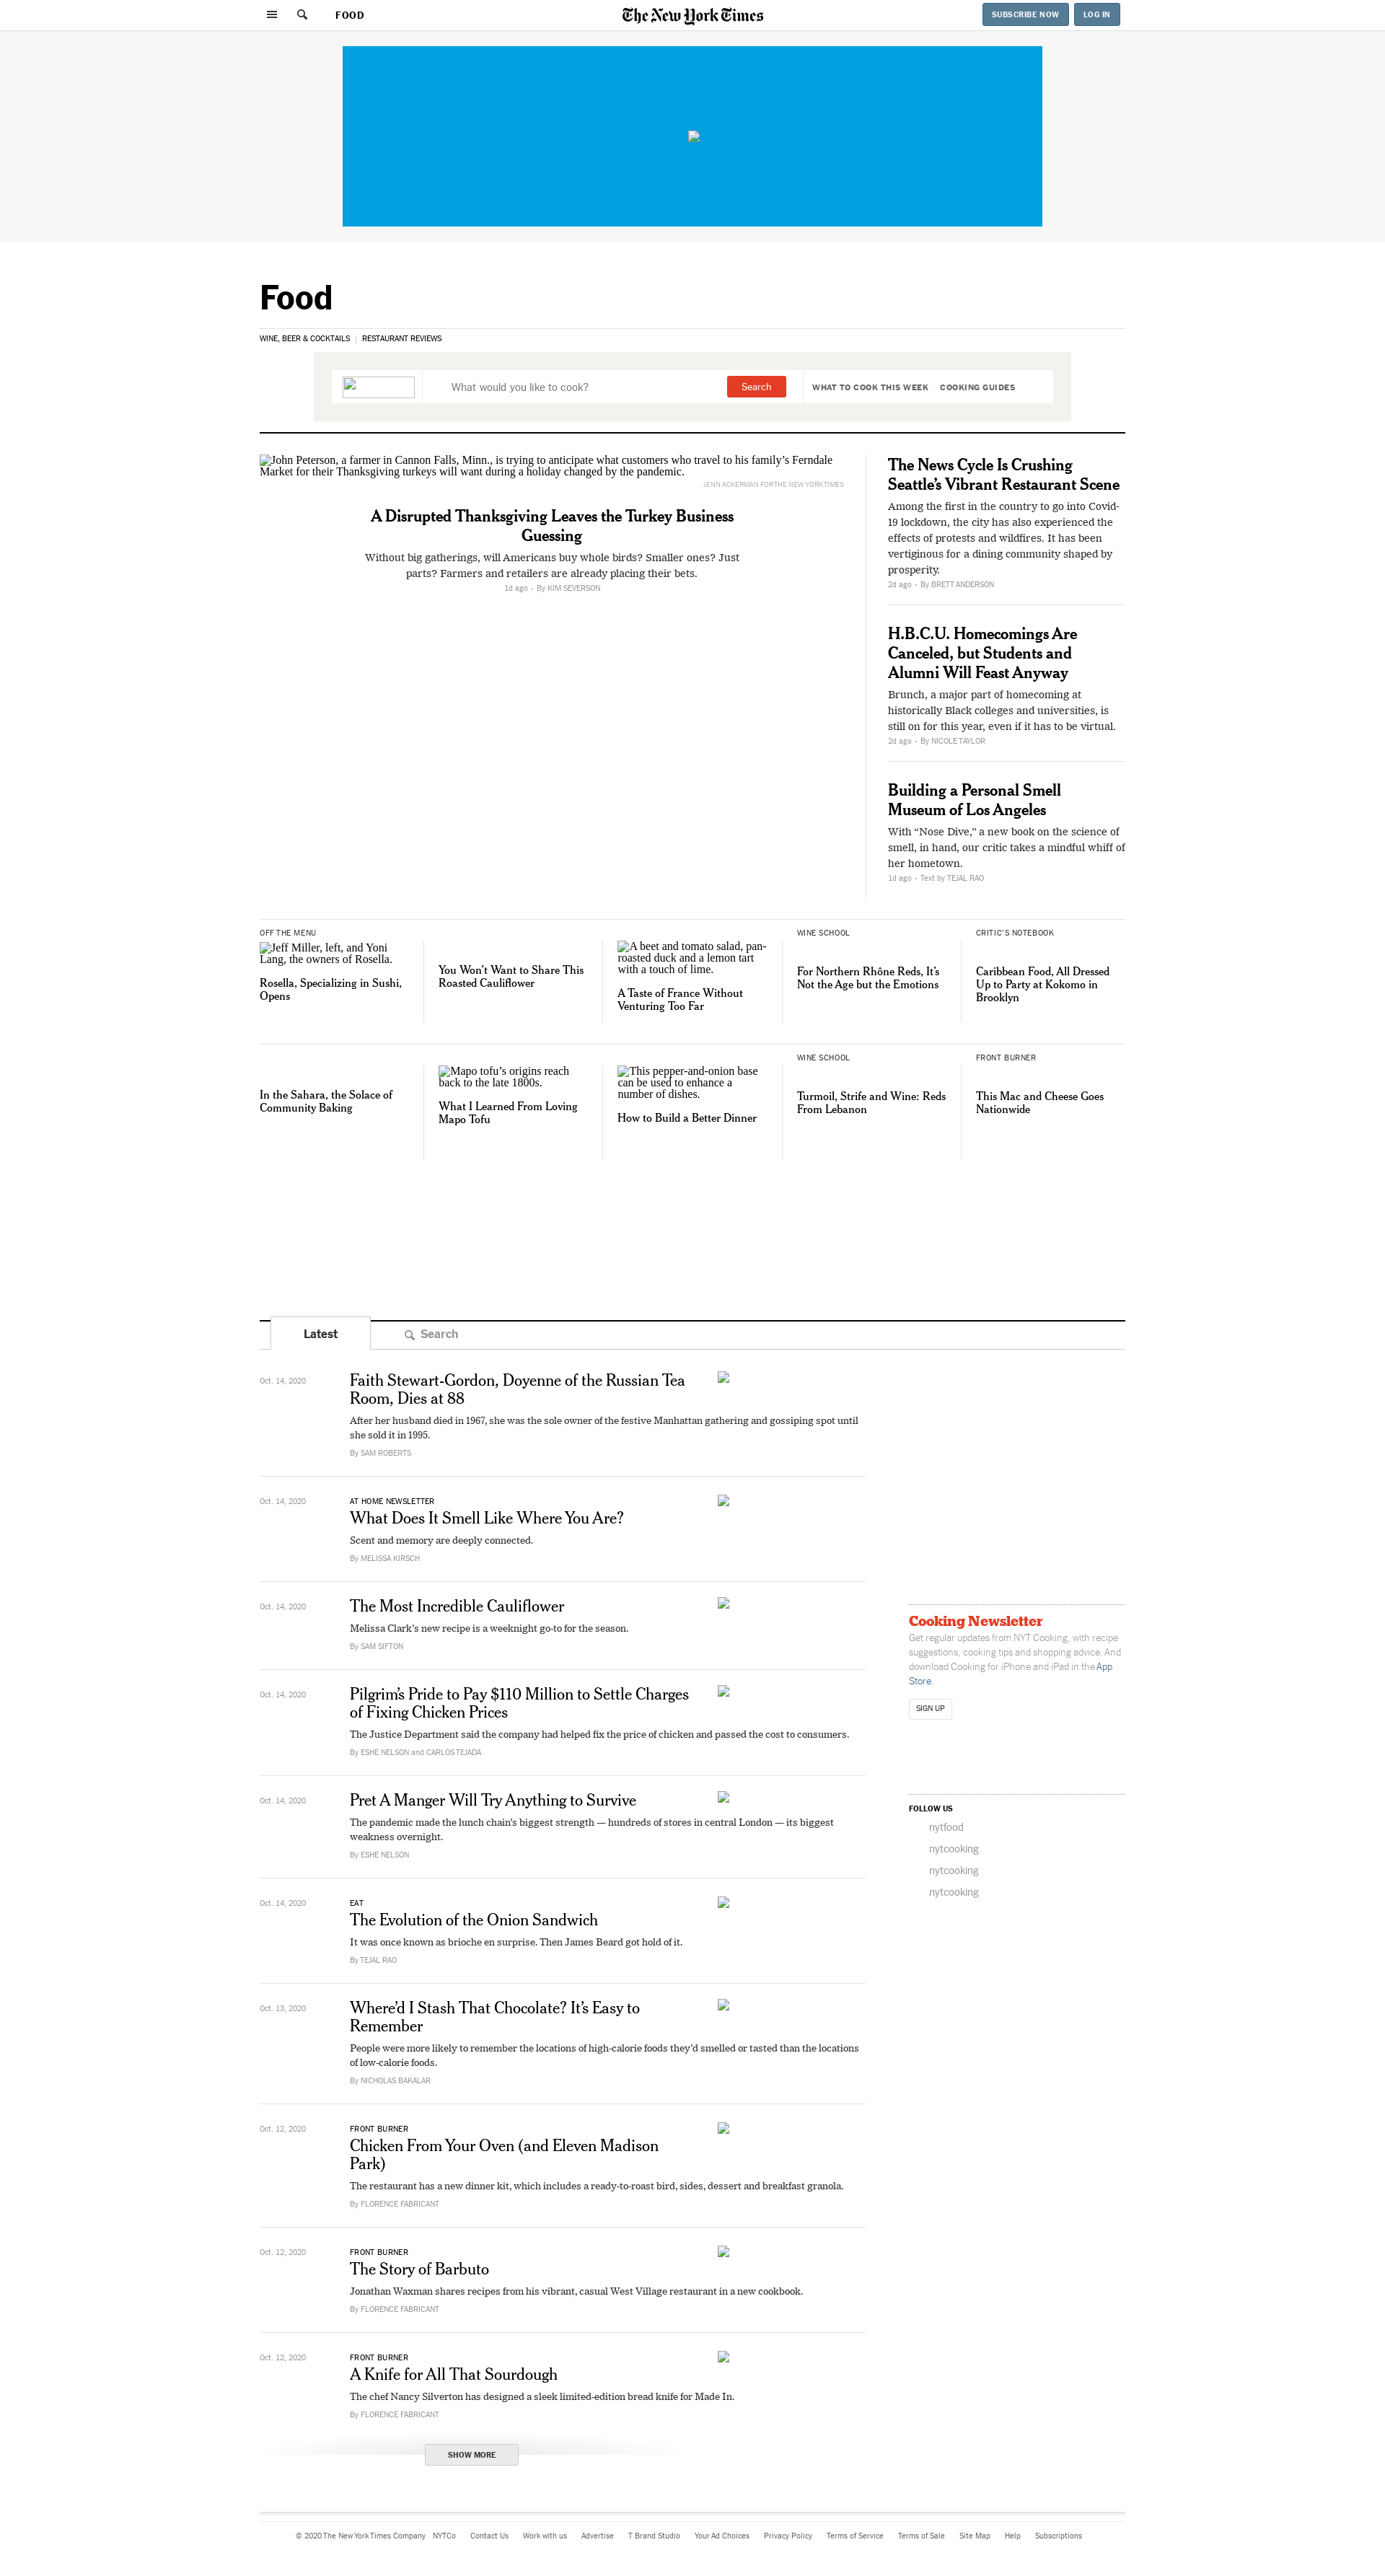 FOOD
The New York Times
SUBSCRIBE NOW
LOG IN
Food
WINE, BEER & COCKTAILS | RESTAURANT REVIEWS
What would you like to cook?
Search
WHAT TO COOK THIS WEEK
COOKING GUIDES
John Peterson, a farmer in Cannon Falls, Minn., is trying to anticipate what customers who travel to his family’s Ferndale
Market for their Thanksgiving turkeys will want during a holiday changed by the pandemic.
JENN ACKERMAN FOR THE NEW YORK TIMES
A Disrupted Thanksgiving Leaves the Turkey Business
Guessing
Without big gatherings, will Americans buy whole birds? Smaller ones? Just
parts? Farmers and retailers are already placing their bets.
1d ago • By KIM SEVERSON
The News Cycle Is Crushing
Seattle’s Vibrant Restaurant Scene
Among the first in the country to go into Covid-
19 lockdown, the city has also experienced the
effects of protests and wildfires. It has been
vertiginous for a dining community shaped by
prosperity.
2d ago • By BRETT ANDERSON
H.B.C.U. Homecomings Are
Canceled, but Students and
Alumni Will Feast Anyway
Brunch, a major part of homecoming at
historically Black colleges and universities, is
still on for this year, even if it has to be virtual.
2d ago • By NICOLE TAYLOR
Building a Personal Smell
Museum of Los Angeles
With “Nose Dive,” a new book on the science of
smell, in hand, our critic takes a mindful whiff of
her hometown.
1d ago • Text by TEJAL RAO
OFF THE MENU
Jeff Miller, left, and Yoni
Lang, the owners of Rosella.
Rosella, Specializing in Sushi,
Opens
You Won’t Want to Share This
Roasted Cauliflower
A beet and tomato salad, pan-
roasted duck and a lemon tart
with a touch of lime.
A Taste of France Without
Venturing Too Far
WINE SCHOOL
For Northern Rhône Reds, It’s
Not the Age but the Emotions
CRITIC’S NOTEBOOK
Caribbean Food, All Dressed
Up to Party at Kokomo in
Brooklyn
In the Sahara, the Solace of
Community Baking
Mapo tofu’s origins reach
back to the late 1800s.
What I Learned From Loving
Mapo Tofu
This pepper-and-onion base
can be used to enhance a
number of dishes.
How to Build a Better Dinner
WINE SCHOOL
Turmoil, Strife and Wine: Reds
From Lebanon
FRONT BURNER
This Mac and Cheese Goes
Nationwide
Latest
Search
Oct. 14, 2020
Faith Stewart-Gordon, Doyenne of the Russian Tea
Room, Dies at 88
After her husband died in 1967, she was the sole owner of the festive Manhattan gathering and gossiping spot until
she sold it in 1995.
By SAM ROBERTS
Oct. 14, 2020
AT HOME NEWSLETTER
What Does It Smell Like Where You Are?
Scent and memory are deeply connected.
By MELISSA KIRSCH
Oct. 14, 2020
The Most Incredible Cauliflower
Melissa Clark’s new recipe is a weeknight go-to for the season.
By SAM SIFTON
Oct. 14, 2020
Pilgrim’s Pride to Pay $110 Million to Settle Charges
of Fixing Chicken Prices
The Justice Department said the company had helped fix the price of chicken and passed the cost to consumers.
By ESHE NELSON and CARLOS TEJADA
Oct. 14, 2020
Pret A Manger Will Try Anything to Survive
The pandemic made the lunch chain’s biggest strength — hundreds of stores in central London — its biggest
weakness overnight.
By ESHE NELSON
Oct. 14, 2020
EAT
The Evolution of the Onion Sandwich
It was once known as brioche en surprise. Then James Beard got hold of it.
By TEJAL RAO
Oct. 13, 2020
Where’d I Stash That Chocolate? It’s Easy to
Remember
People were more likely to remember the locations of high-calorie foods they’d smelled or tasted than the locations
of low-calorie foods.
By NICHOLAS BAKALAR
Oct. 12, 2020
FRONT BURNER
Chicken From Your Oven (and Eleven Madison
Park)
The restaurant has a new dinner kit, which includes a ready-to-roast bird, sides, dessert and breakfast granola.
By FLORENCE FABRICANT
Oct. 12, 2020
FRONT BURNER
The Story of Barbuto
Jonathan Waxman shares recipes from his vibrant, casual West Village restaurant in a new cookbook.
By FLORENCE FABRICANT
Oct. 12, 2020
FRONT BURNER
A Knife for All That Sourdough
The chef Nancy Silverton has designed a sleek limited-edition bread knife for Made In.
By FLORENCE FABRICANT
SHOW MORE
Cooking Newsletter
Get regular updates from NYT Cooking, with recipe
suggestions, cooking tips and shopping advice. And
download Cooking for iPhone and iPad in the App
Store.
SIGN UP
FOLLOW US
nytfood
nytcooking
nytcooking
nytcooking
© 2020 The New York Times Company NYTCo Contact Us Work with us Advertise T Brand Studio Your Ad Choices Privacy Policy Terms of Service Terms of Sale Site Map Help Subscriptions